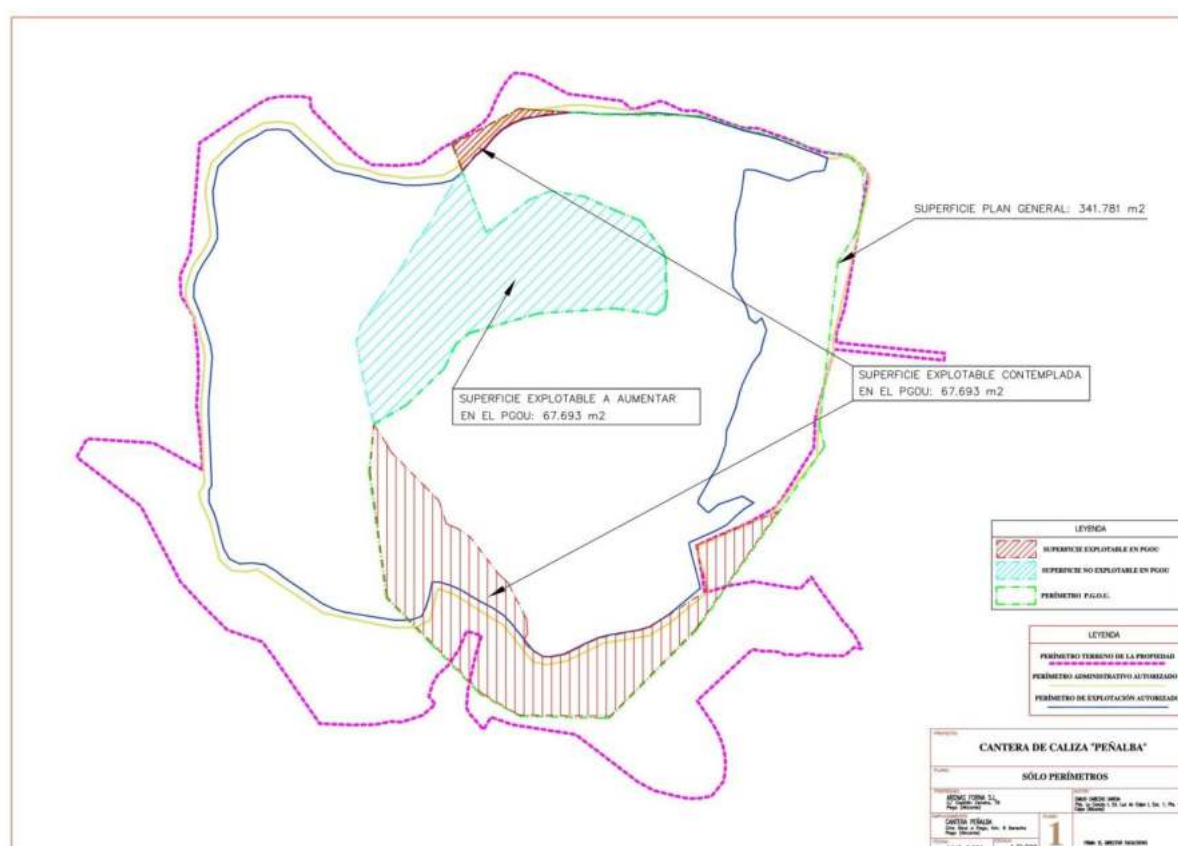 SUPERFICIE PLAN GENERAL: 341.781 m2
SUPERFICIE EXPLOTABLE CONTEMPLADA
EN EL PGOU: 67.693 m2
SUPERFICIE EXPLOTABLE A AUMENTAR
EN EL PGOU: 67.693 m2
LEYENDA
SUPERFICIE EXPLOTABLE EN PGOU
SUPERFICIE NO EXPLOTABLE EN PGOU
PERÍMETRO P.G.O.U.
LEYENDA
PERÍMETRO TERRENO DE LA PROPIEDAD
PERÍMETRO ADMINISTRATIVO AUTORIZADO
PERÍMETRO DE EXPLOTACIÓN AUTORIZADO
CANTERA DE CALIZA "PEÑALBA"
SÓLO PERÍMETROS
CANTERA PEÑALBA
1